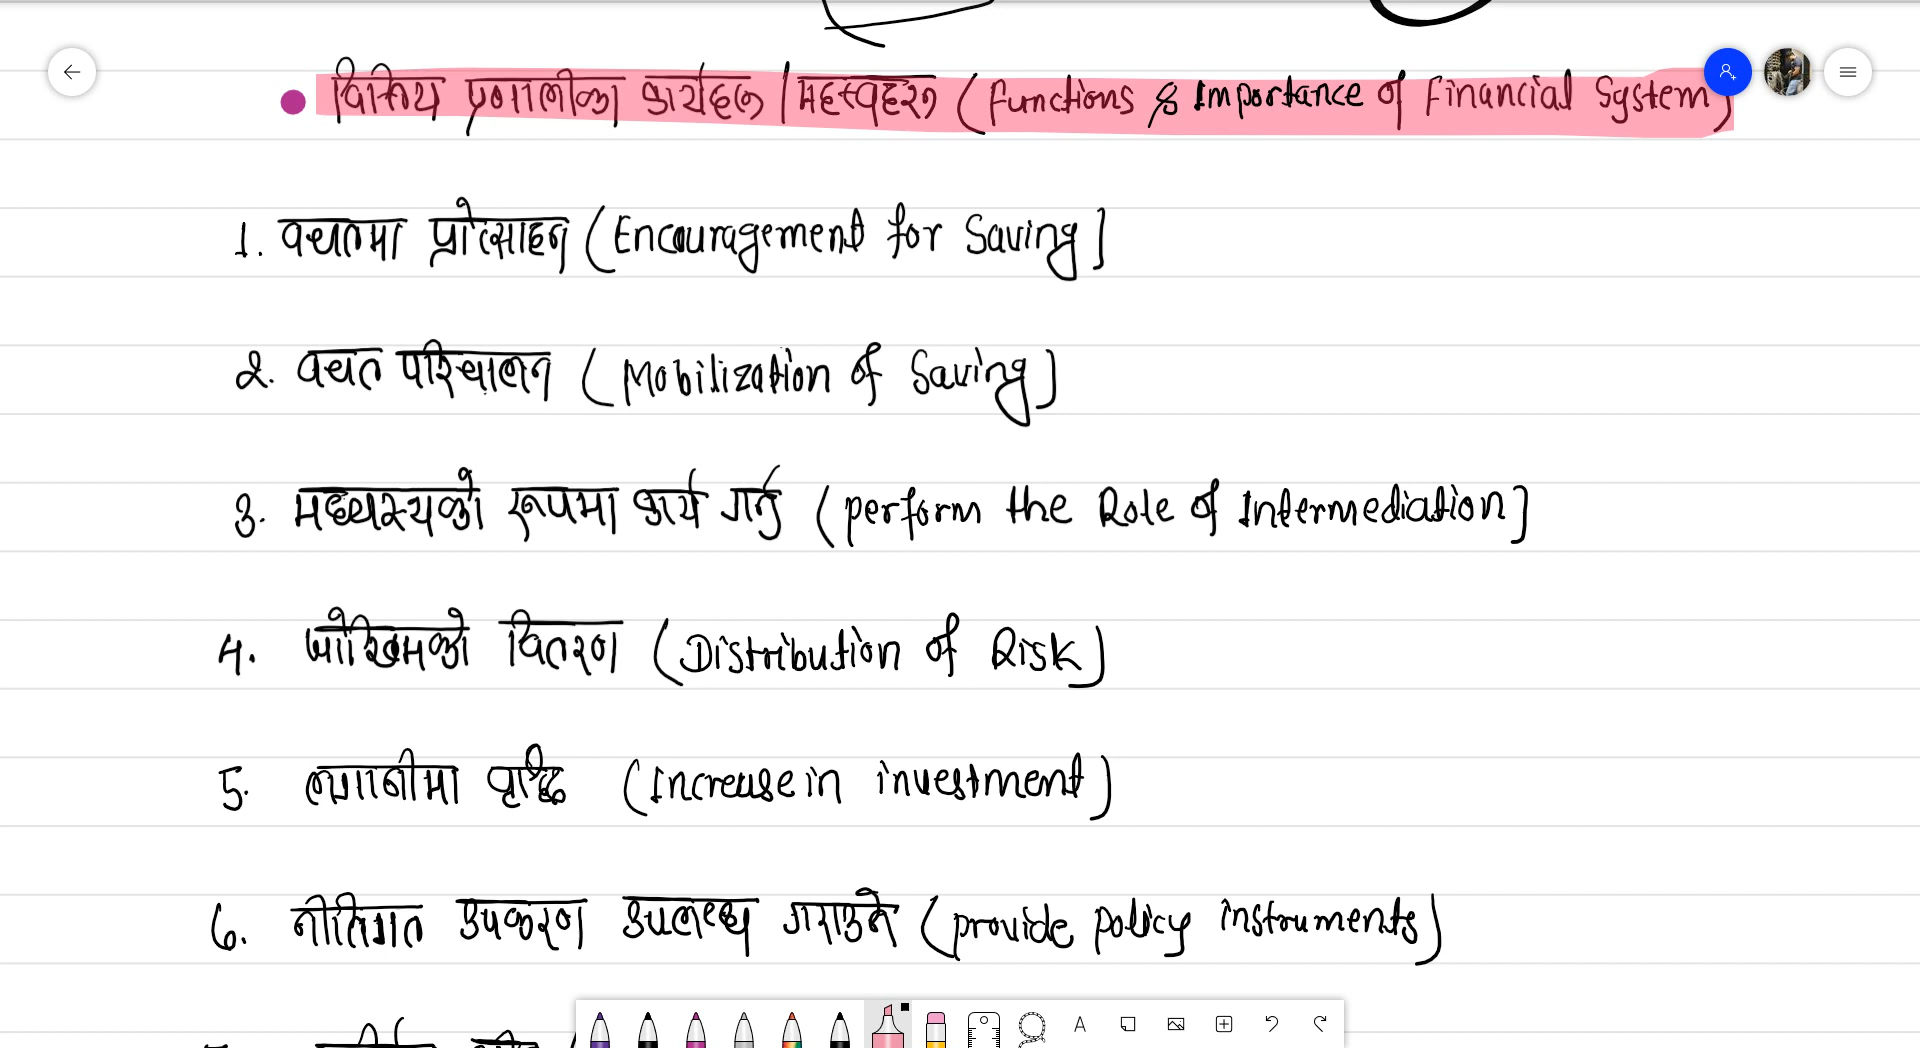 वित्तिय प्रणालीका कार्यहरू/महत्वहरू (Functions & Importance of Financial System)
1. वचतमा प्रोत्साहन (Encouragement for Saving)
2. वचत परिचालन (Mobilization of Saving)
3. मध्यस्थको रूपमा कार्य गर्नु (perform the Role of Intermediation)
4. जोखिमको वितरण (Distribution of Risk)
5. लगानीमा वृद्धि (Increase in investment)
6. नीतिगत उपकरण उपलब्ध गराउने (provide policy instruments)